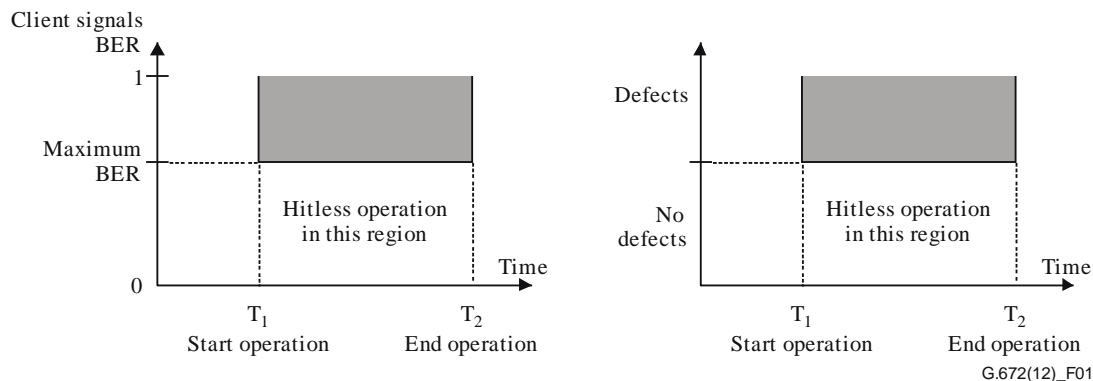 Client signals
BER
1
Maximum
BER
Hitless operation
in this region
0
Time
T1
T2
Start operation
End operation
Defects
No
defects
Hitless operation
in this region
Time
T1
T2
Start operation
End operation
G.672(12)_F01